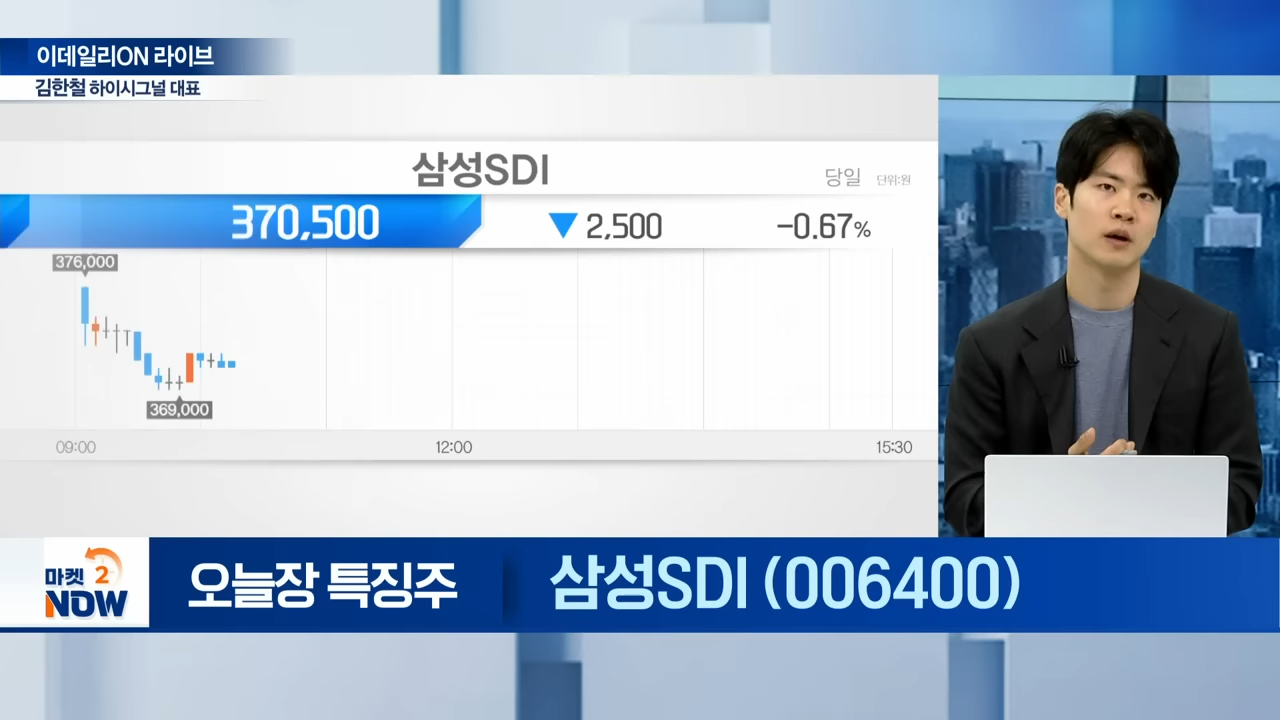 이데일리ON 라이브
김한철 하이시그널 대표
삼성SDI
당일 단위:원
370,500 ▼ 2,500 -0.67%
376,000
369,000
09:00 12:00 15:30
마켓 2
NOW
오늘장 특징주 삼성SDI (006400)